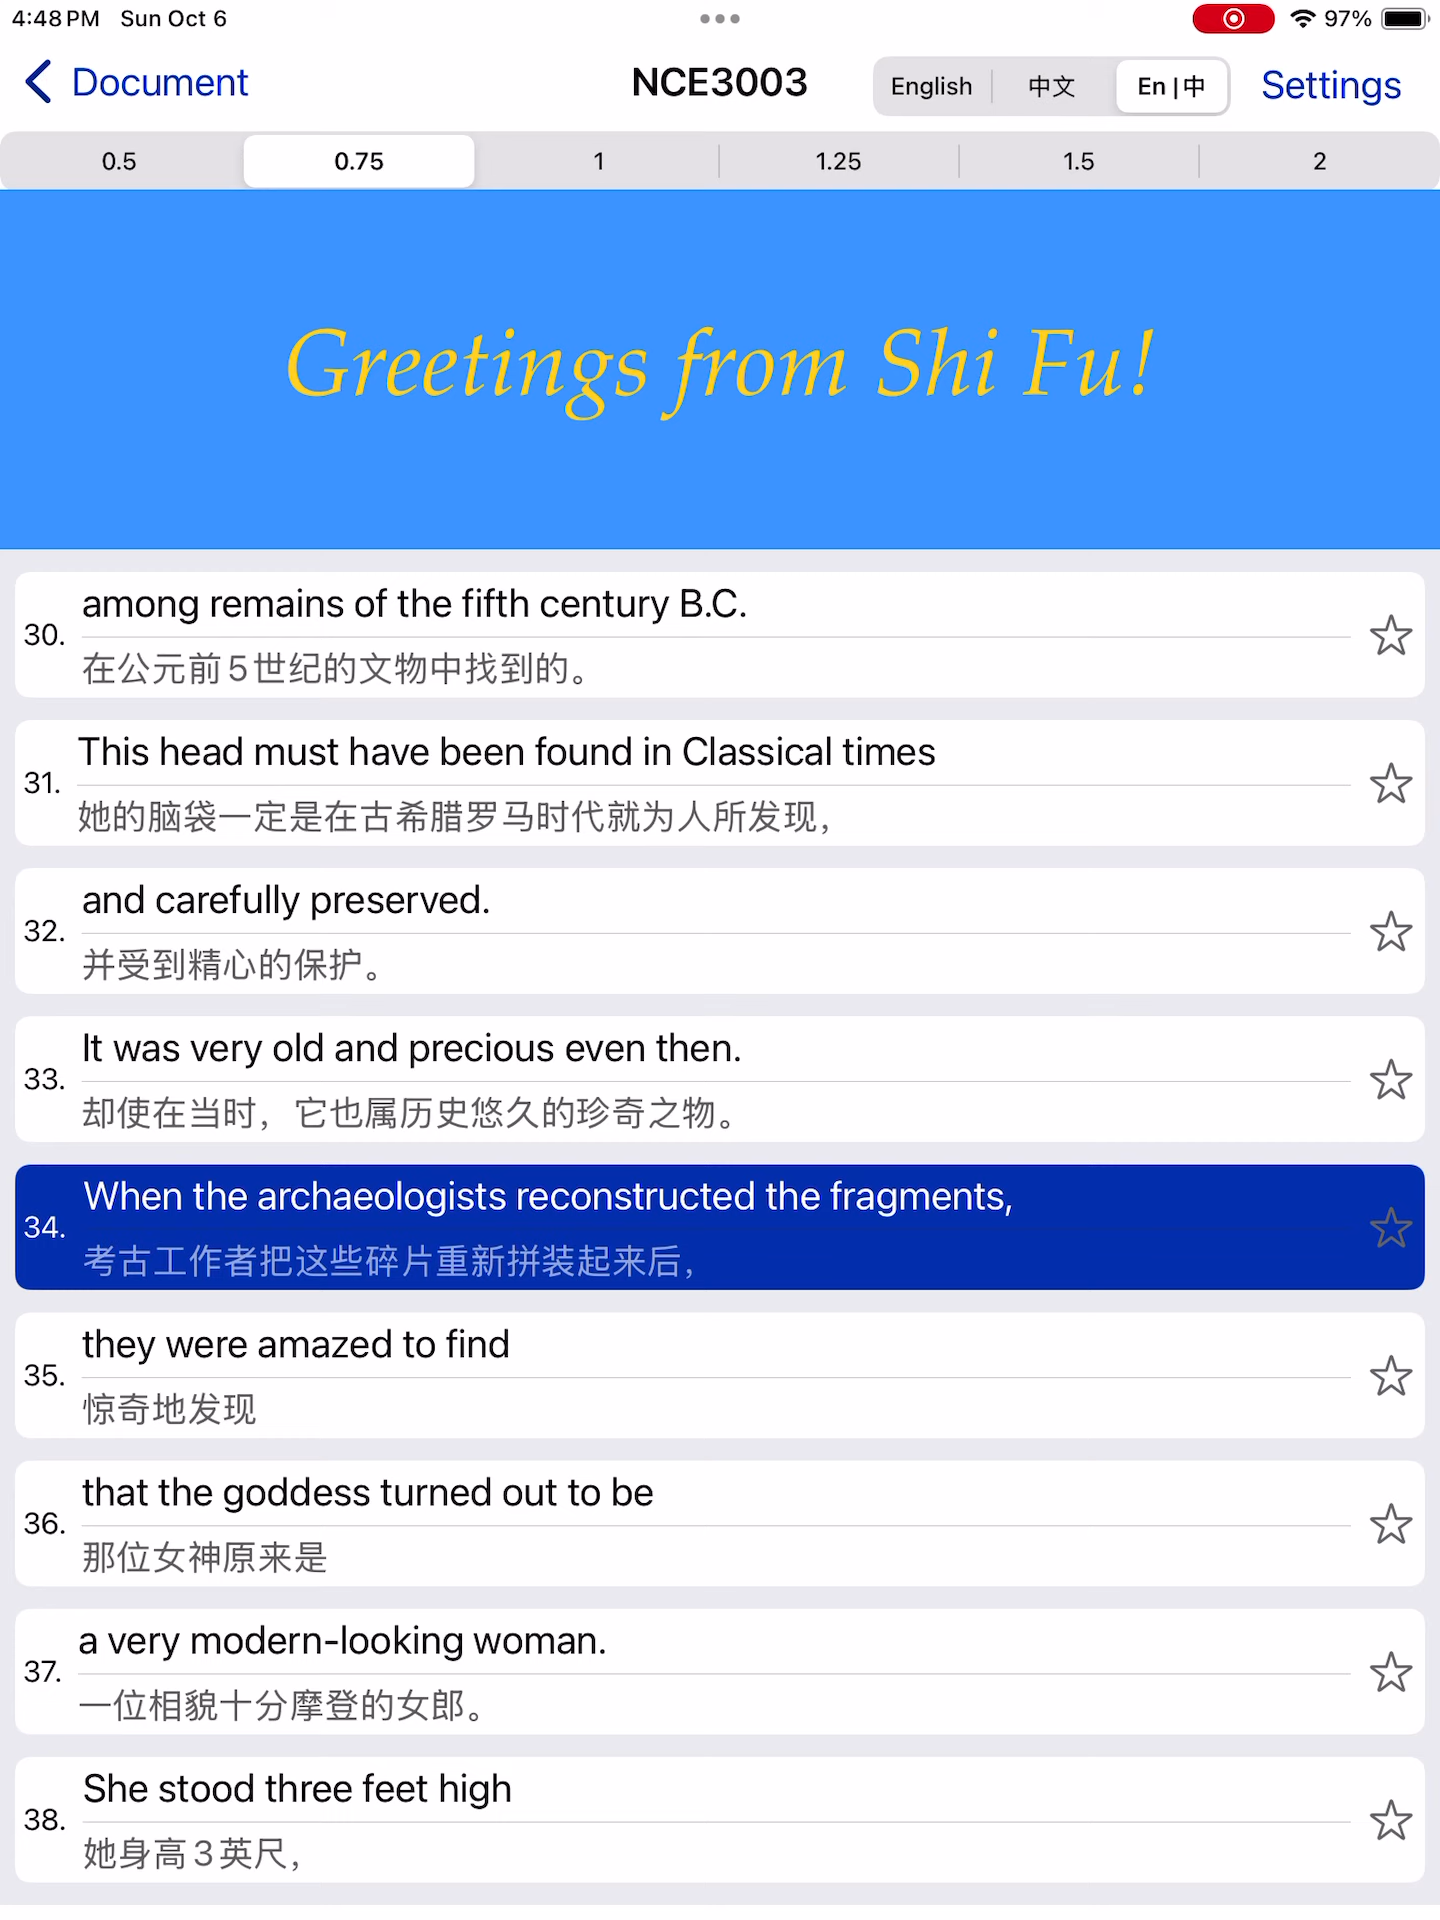 4:48 PM Sun Oct 6
97%
Document
NCE3003
English
中文
En | 中
Settings
0.5
0.75
1
1.25
1.5
2
Greetings from Shi Fu!
30.
among remains of the fifth century B.C.
在公元前5世纪的文物中找到的。
31.
This head must have been found in Classical times
她的脑袋一定是在古希腊罗马时代就为人所发现，
32.
and carefully preserved.
并受到精心的保护。
33.
It was very old and precious even then.
却使在当时，它也属历史悠久的珍奇之物。
34.
When the archaeologists reconstructed the fragments,
考古工作者把这些碎片重新拼装起来后，
35.
they were amazed to find
惊奇地发现
36.
that the goddess turned out to be
那位女神原来是
37.
a very modern-looking woman.
一位相貌十分摩登的女郎。
38.
She stood three feet high
她身高3英尺，